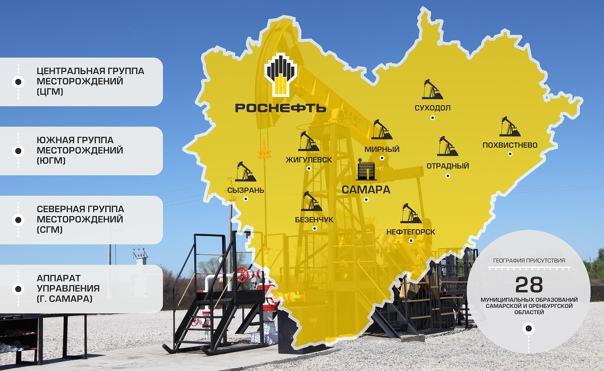 ЦЕНТРАЛЬНАЯ ГРУППА
МЕСТОРОЖДЕНИЙ
(ЦГМ)
ЮЖНАЯ ГРУППА
МЕСТОРОЖДЕНИЙ
(ЮГМ)
СЕВЕРНАЯ ГРУППА
МЕСТОРОЖДЕНИЙ
(СГМ)
АППАРАТ
УПРАВЛЕНИЯ
(Г. САМАРА)
РОСНЕФТЬ
СУХОДОЛ
ПОХВИСТНЕВО
МИРНЫЙ
ЖИГУЛЕВСК
ОТРАДНЫЙ
СЫЗРАНЬ
САМАРА
БЕЗЕНЧУК
НЕФТЕГОРСК
ГЕОГРАФИЯ ПРИСУТСТВИЯ
28
МУНИЦИПАЛЬНЫХ ОБРАЗОВАНИЙ
САМАРСКОЙ И ОРЕНБУРГСКОЙ
ОБЛАСТЕЙ